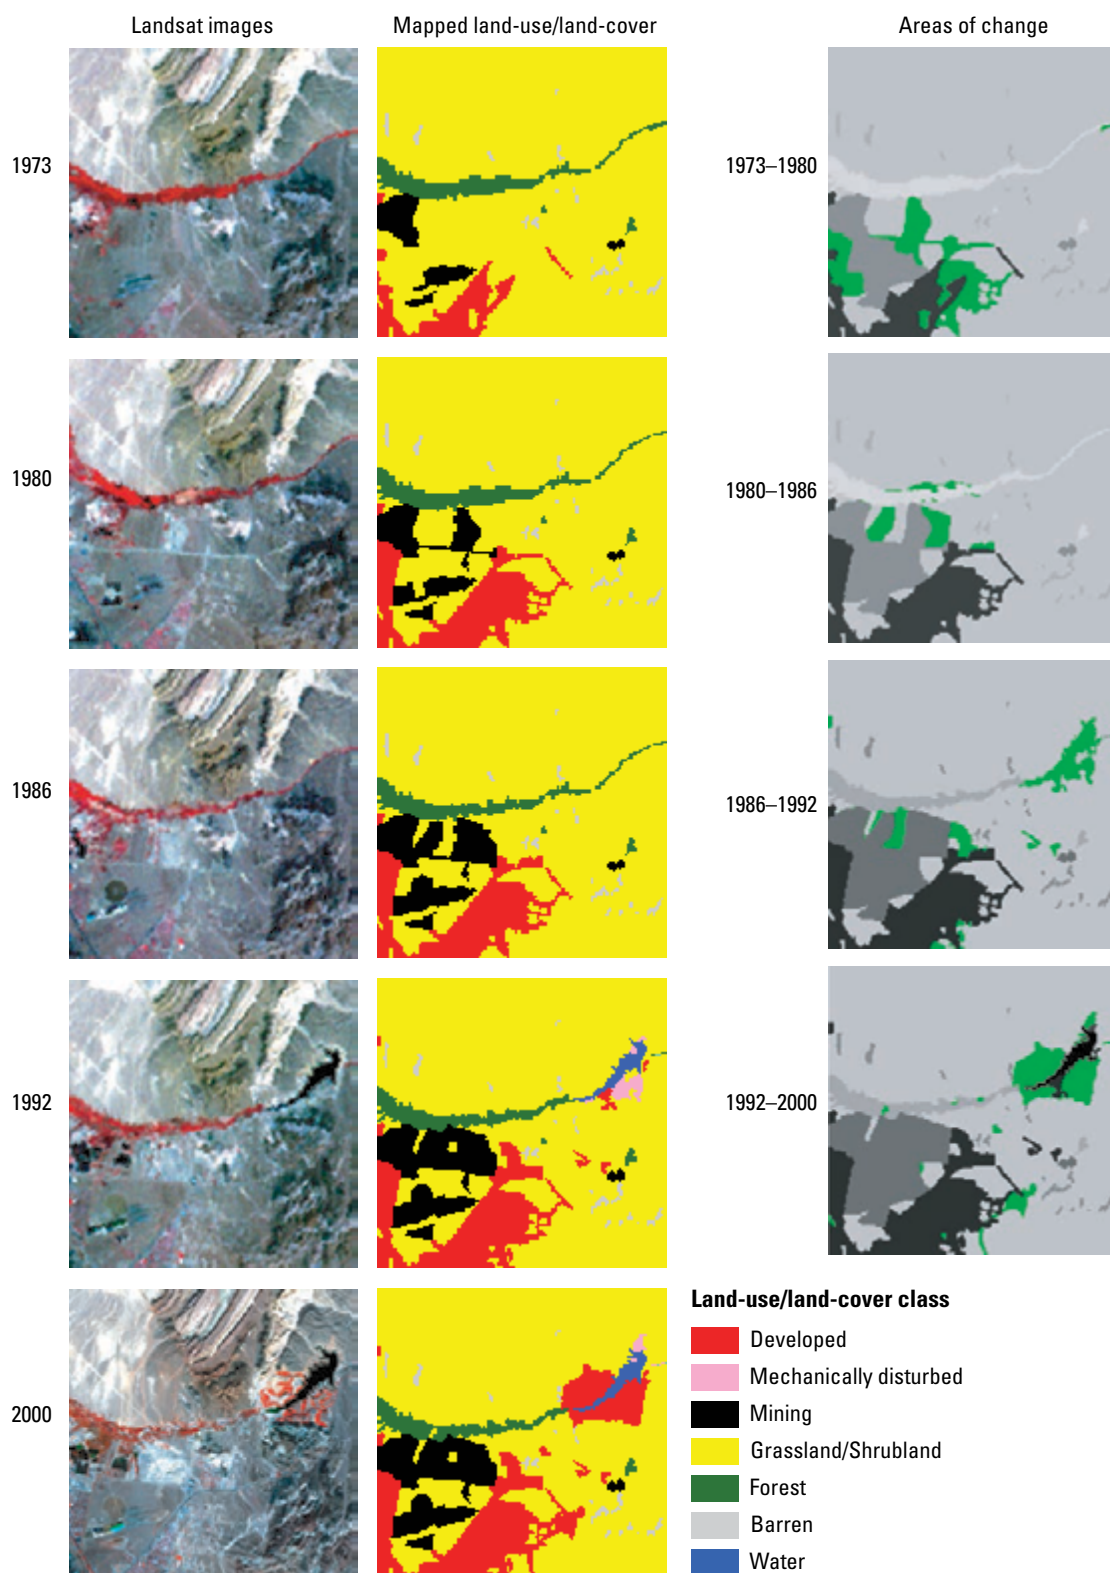 Landsat images
Mapped land-use/land-cover
Areas of change
1973
1973–1980
1980
1980–1986
1986
1986–1992
1992
1992–2000
2000
Land-use/land-cover class
Developed
Mechanically disturbed
Mining
Grassland/Shrubland
Forest
Barren
Water